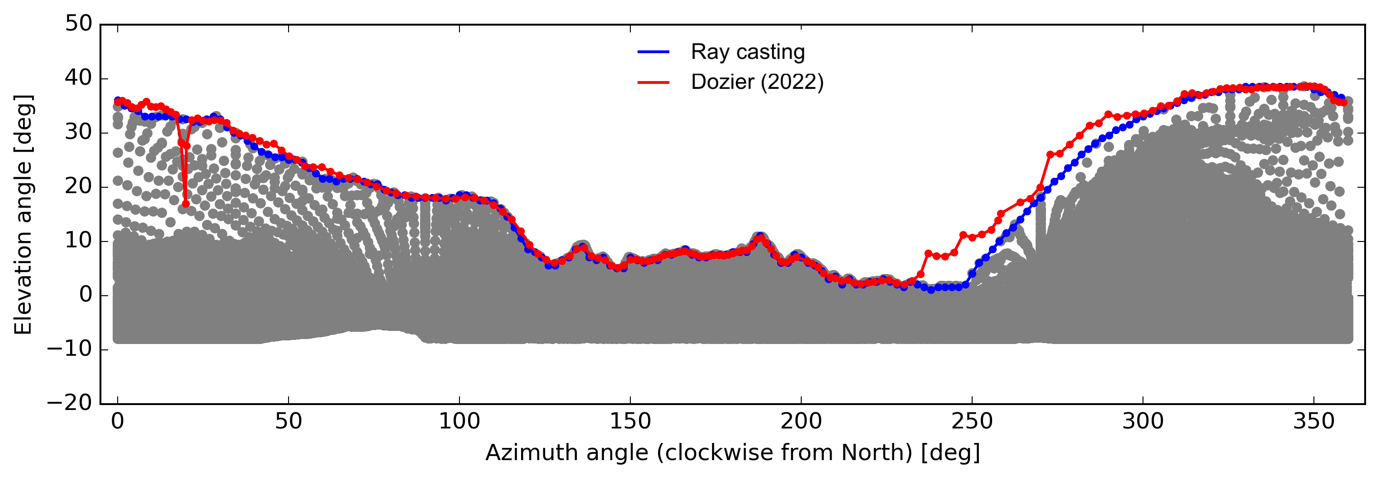 50
40
30
20
10
0
−10
−20
Elevation angle [deg]
Ray casting
Dozier (2022)
0 50 100 150 200 250 300 350
Azimuth angle (clockwise from North) [deg]